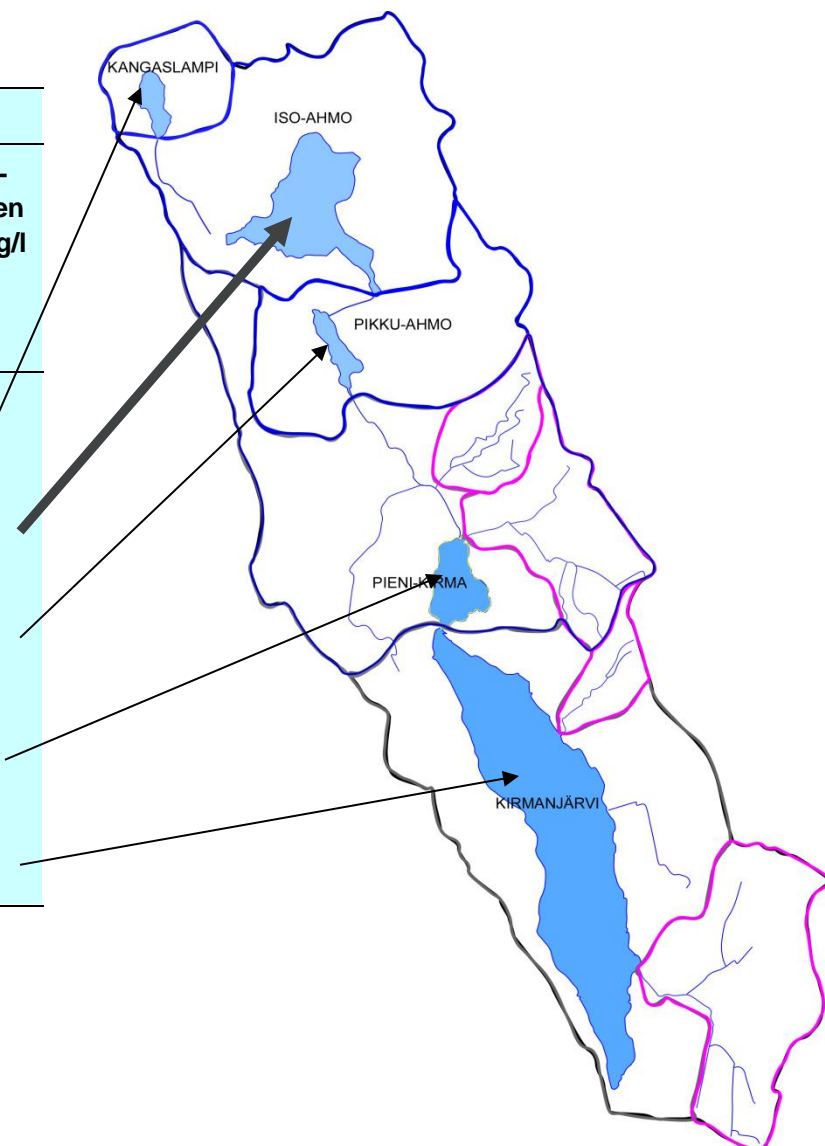 -
en
g/l
KANGASLAMPI
ISO-AHMO
PIKKU-AHMO
PIENI-KIRMA
KIRMANJÄRVI